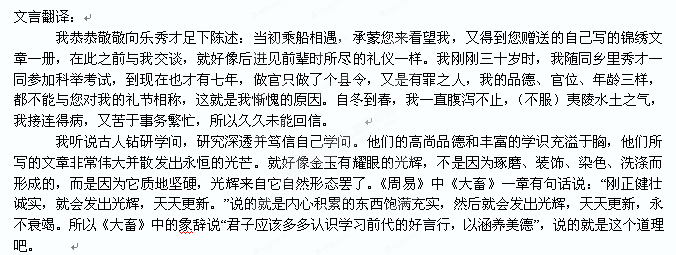 文言翻译：
我恭恭敬敬向乐秀才足下陈述：当初乘船相遇，承蒙您来看望我，又得到您赠送的自己写的锦绣文
章一册，在此之前与我交谈，就好像后进见前辈时所尽的礼仪一样。我刚刚三十岁时，我随同乡里秀才一
同参加科举考试，到现在也才有七年，做官只做了个县令，又是有罪之人，我的品德、官位、年龄三样，
都不能与您对我的礼节相称，这就是我惭愧的原因。自冬到春，我一直腹泻不止，（不服）夷陵水土之气，
我接连得病，又苦于事务繁忙，所以久久未能回信。
我听说古人钻研学问，研究深透并笃信自己学问。他们的高尚品德和丰富的学识充溢于胸，他们所
写的文章非常伟大并散发出永恒的光芒。就好像金玉有耀眼的光辉，不是因为琢磨、装饰、染色、洗涤而
形成的，而是因为它质地坚硬，光辉来自它自然形态罢了。《周易》中《大畜》一章有句话说：“刚正健壮
诚实，就会发出光辉，天天更新。”说的就是内心积累的东西饱满充实，然后就会发出光辉，天天更新，永
不衰竭。所以《大畜》中的彖辞说“君子应该多多认识学习前代的好言行，以涵养美德”，说的就是这个道理
吧。